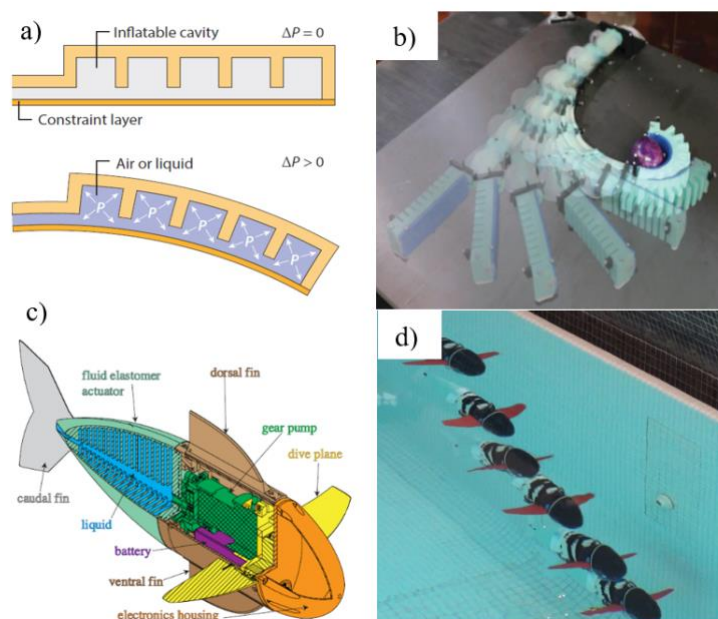 a)
Inflatable cavity
ΔP = 0
Constraint layer
Air or liquid
ΔP > 0
P
P
P
P
P
b)
c)
fluid elastomer
actuator
dorsal fin
gear pump
dive plane
caudal fin
liquid
battery
ventral fin
electronics housing
d)